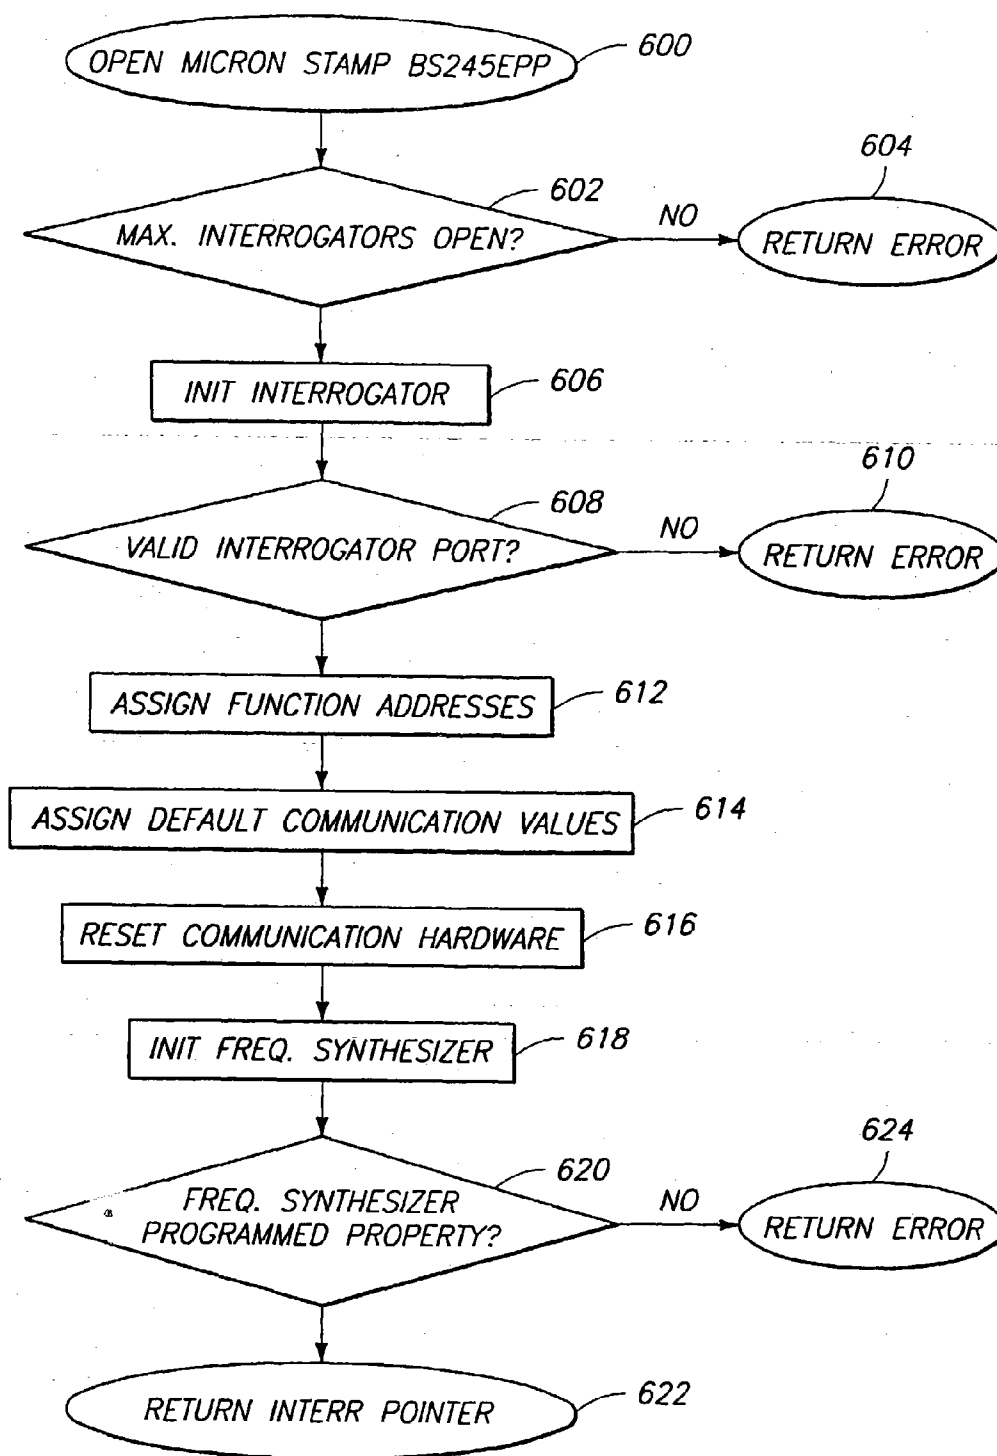 OPEN MICRON STAMP BS245EPP
600
602
604
MAX. INTERROGATORS OPEN?
NO
RETURN ERROR
INIT INTERROGATOR
606
608
610
VALID INTERROGATOR PORT?
NO
RETURN ERROR
ASSIGN FUNCTION ADDRESSES
612
ASSIGN DEFAULT COMMUNICATION VALUES
614
RESET COMMUNICATION HARDWARE
616
INIT FREQ. SYNTHESIZER
618
620
624
FREQ. SYNTHESIZER
PROGRAMMED PROPERTY?
NO
RETURN ERROR
RETURN INTERR POINTER
622